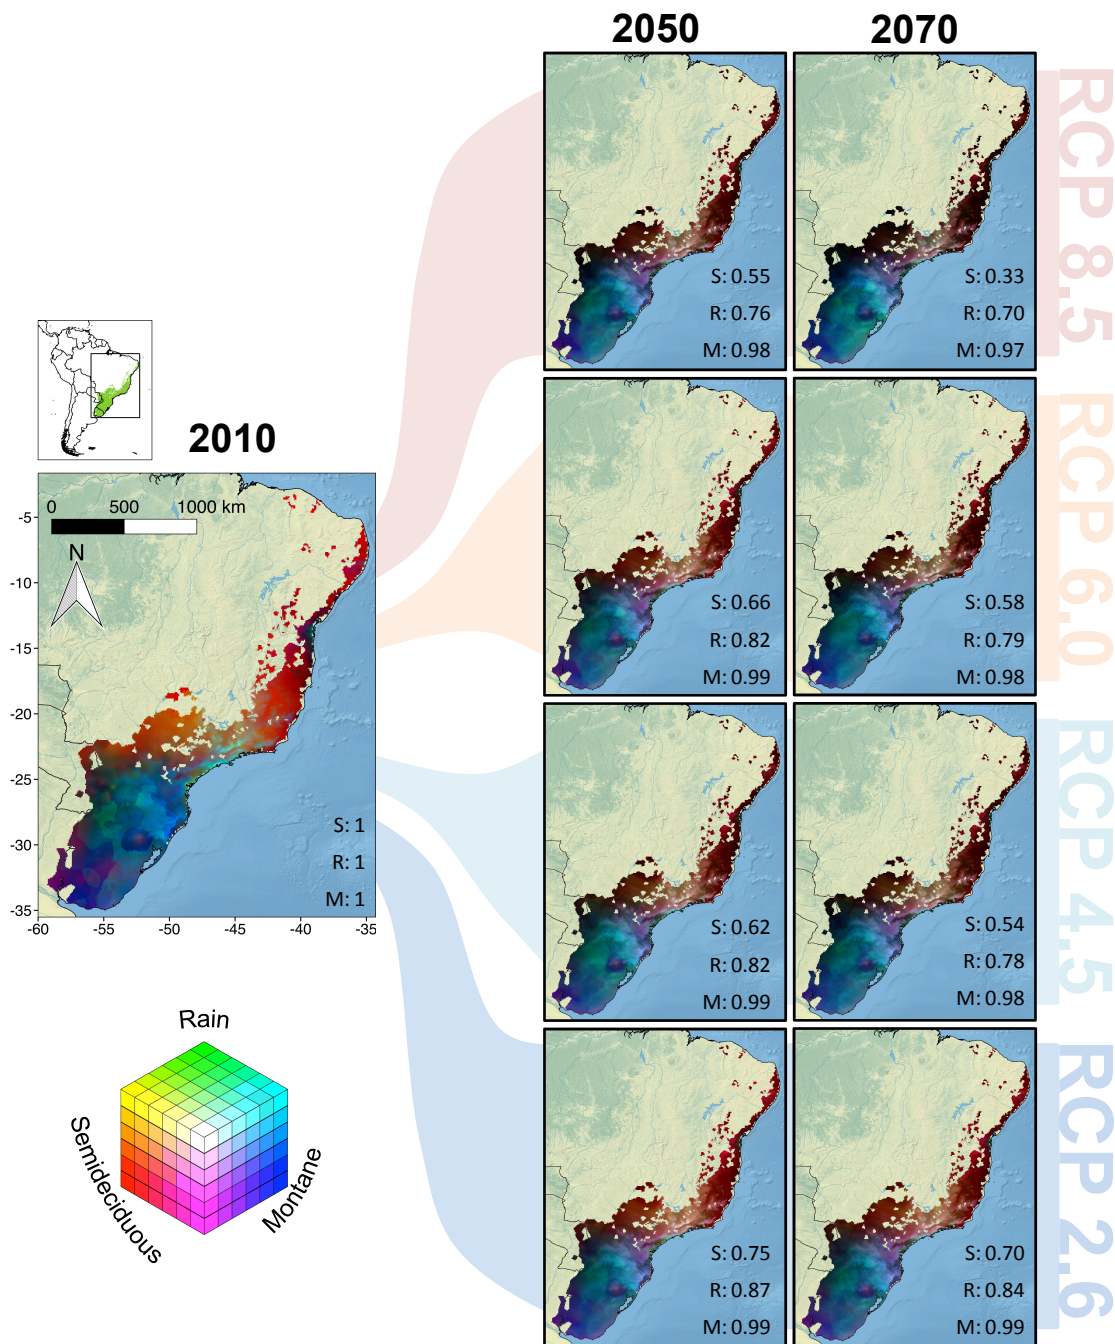 2050
2070
RCP 8.5
S: 0.55
R: 0.76
M: 0.98
S: 0.33
R: 0.70
M: 0.97
2010
0
500
1000 km
N
-5
-10
-15
-20
-25
-30
-35
-60
-55
-50
-45
-40
-35
S: 1
R: 1
M: 1
RCP 6.0
S: 0.66
R: 0.82
M: 0.99
S: 0.58
R: 0.79
M: 0.98
RCP 4.5
S: 0.62
R: 0.82
M: 0.99
S: 0.54
R: 0.78
M: 0.98
Rain
Semideciduous
Montane
RCP 2.6
S: 0.75
R: 0.87
M: 0.99
S: 0.70
R: 0.84
M: 0.99